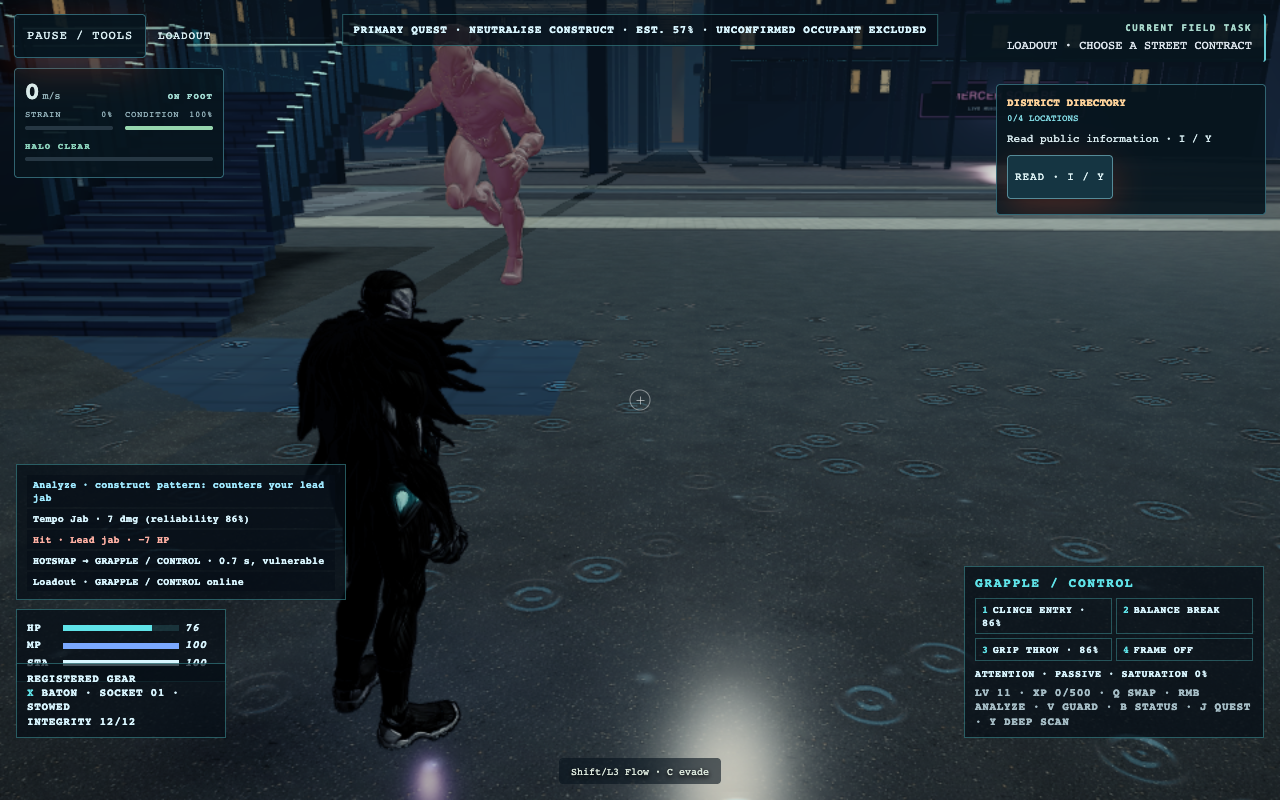 PAUSE / TOOLS
LOADOUT
PRIMARY QUEST · NEUTRALISE CONSTRUCT · EST. 57% · UNCONFIRMED OCCUPANT EXCLUDED
CURRENT FIELD TASK
LOADOUT · CHOOSE A STREET CONTRACT
0 m/s
ON FOOT
STRAIN 0%
CONDITION 100%
HALO CLEAR
DISTRICT DIRECTORY
0/4 LOCATIONS
Read public information · I / Y
READ · I / Y
Analyze · construct pattern: counters your lead
jab
Tempo Jab · 7 dmg (reliability 86%)
Hit · Lead jab · −7 HP
HOTSWAP → GRAPPLE / CONTROL · 0.7 s, vulnerable
Loadout · GRAPPLE / CONTROL online
HP 76
MP 100
STA 100
REGISTERED GEAR
X BATON · SOCKET 01 ·
STOWED
INTEGRITY 12/12
GRAPPLE / CONTROL
1 CLINCH ENTRY ·
86%
2 BALANCE BREAK
3 GRIP THROW · 86%
4 FRAME OFF
ATTENTION · PASSIVE · SATURATION 0%
LV 11 · XP 0/500 · Q SWAP · RMB
ANALYZE · V GUARD · B STATUS · J QUEST
· Y DEEP SCAN
Shift/L3 Flow · C evade